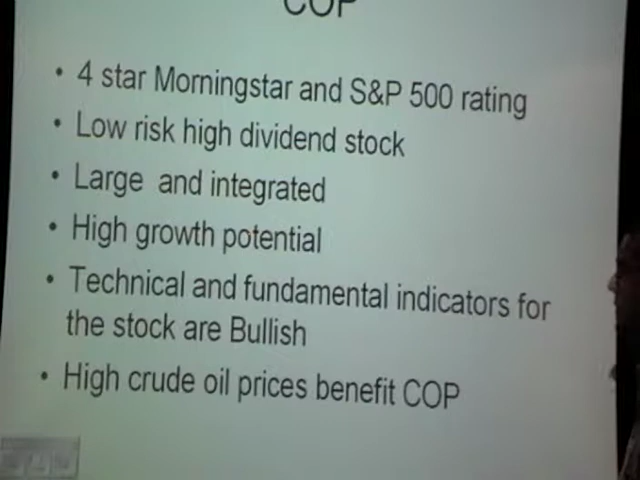 COP
• 4 star Morningstar and S&P 500 rating
• Low risk high dividend stock
• Large and integrated
• High growth potential
• Technical and fundamental indicators for
the stock are Bullish
• High crude oil prices benefit COP